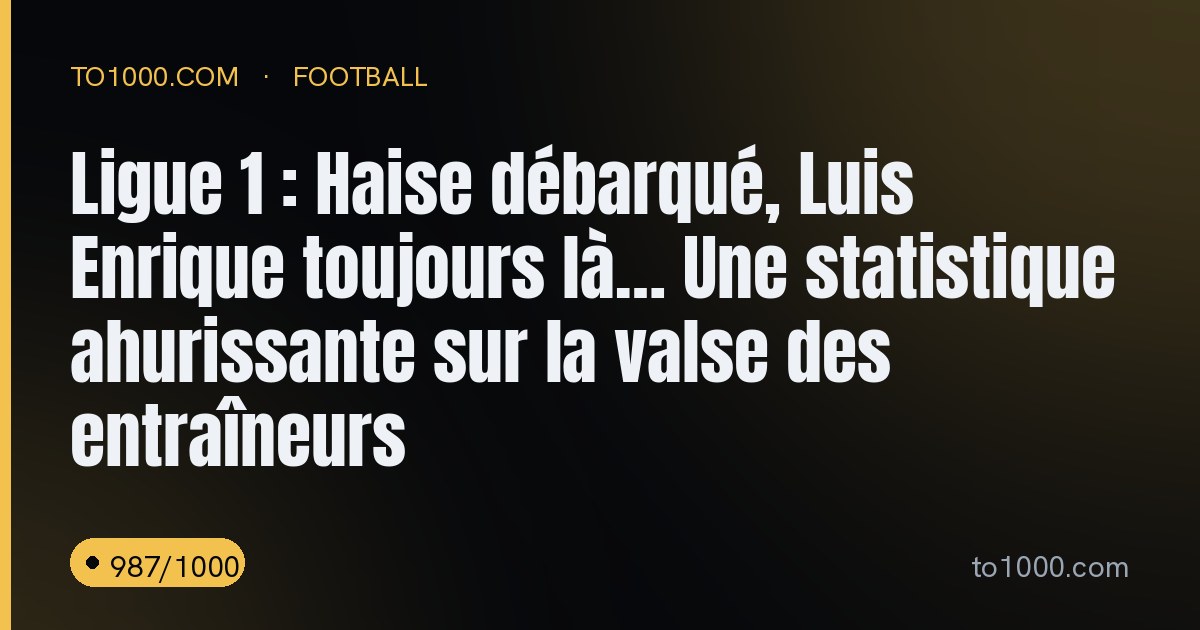 TO1000.COM · FOOTBALL
Ligue 1 : Haise débarqué, Luis
Enrique toujours là... Une statistique
ahurissante sur la valse des
entraîneurs
987/1000
to1000.com